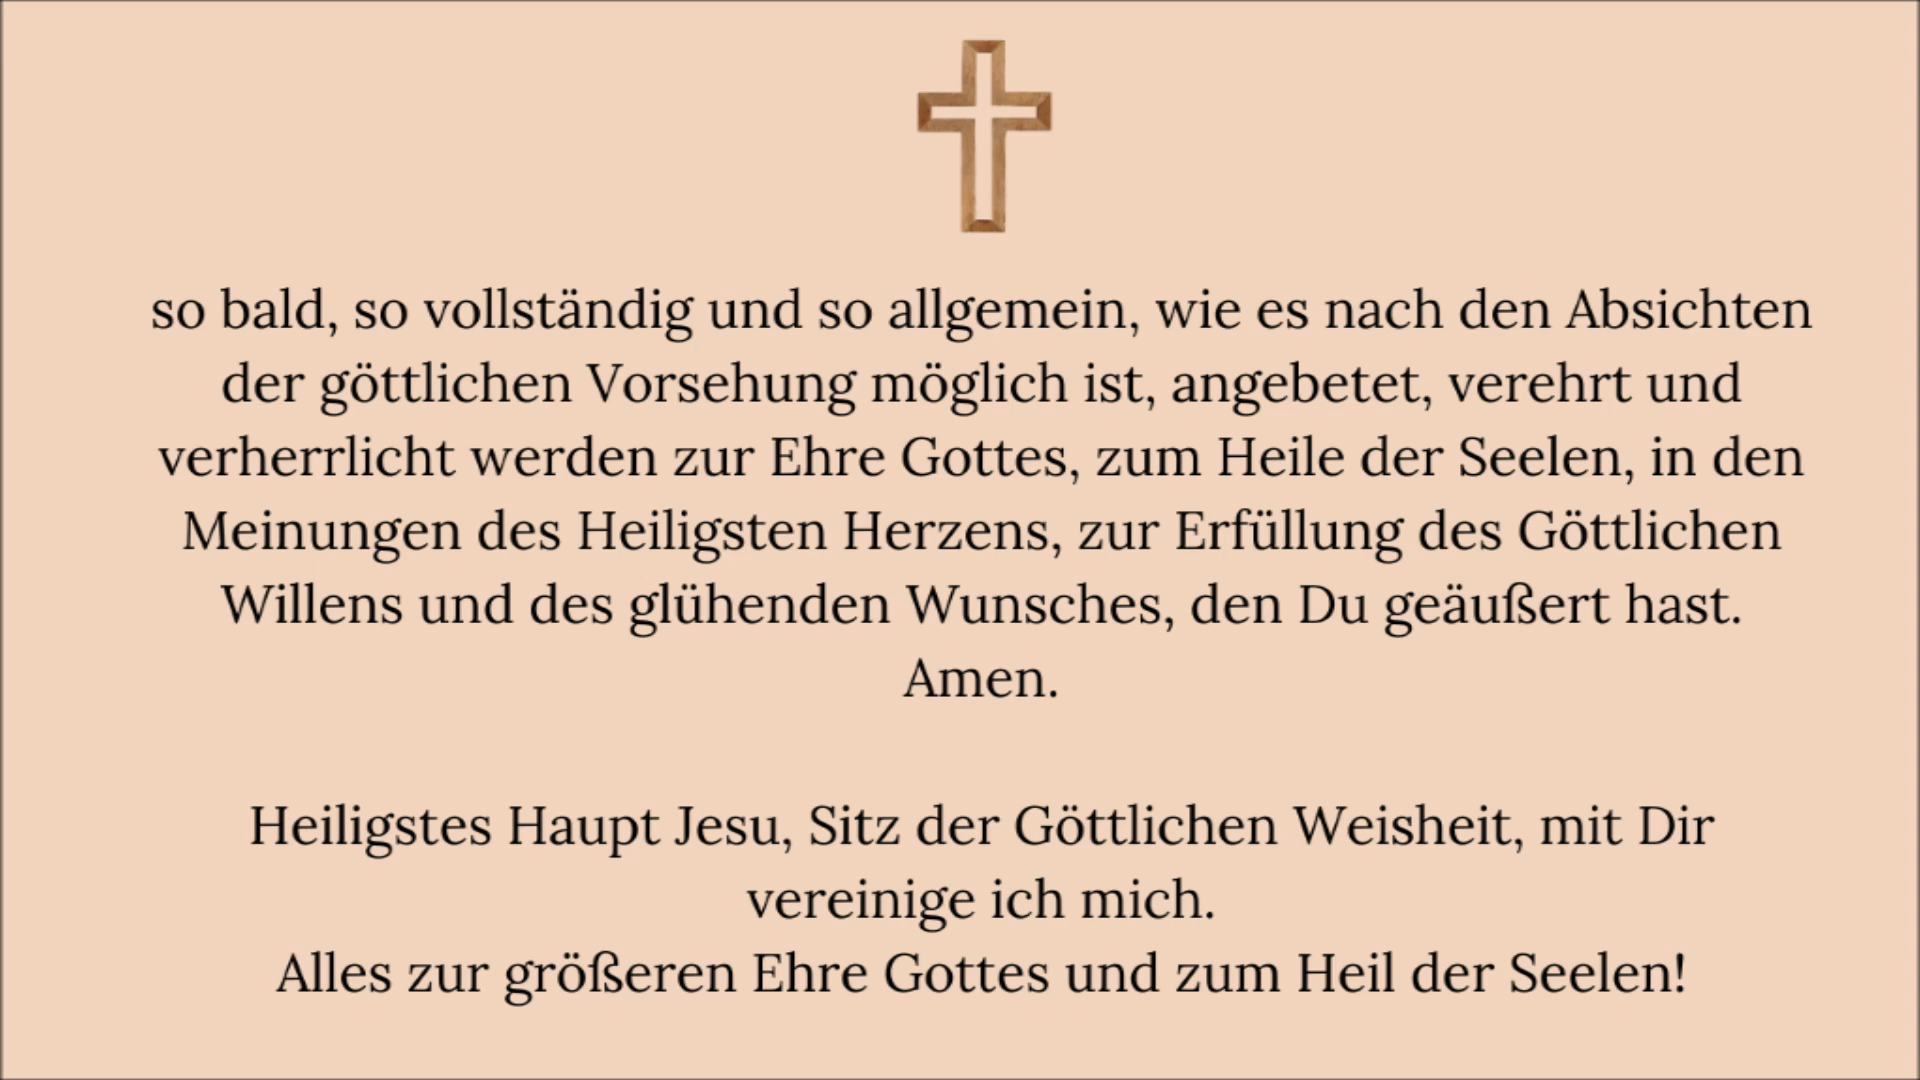 so bald, so vollständig und so allgemein, wie es nach den Absichten
der göttlichen Vorsehung möglich ist, angebetet, verehrt und
verherrlicht werden zur Ehre Gottes, zum Heile der Seelen, in den
Meinungen des Heiligsten Herzens, zur Erfüllung des Göttlichen
Willens und des glühenden Wunsches, den Du geäußert hast.
Amen.
Heiligstes Haupt Jesu, Sitz der Göttlichen Weisheit, mit Dir
vereinige ich mich.
Alles zur größeren Ehre Gottes und zum Heil der Seelen!